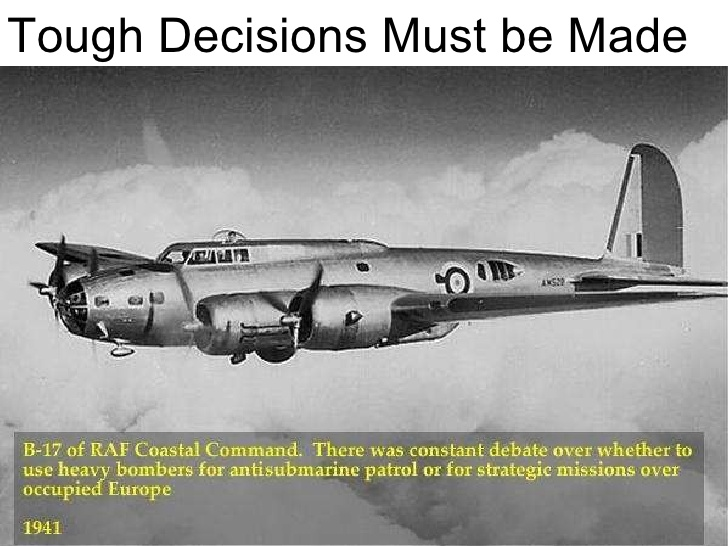 Tough Decisions Must be Made
AN520
B-17 of RAF Coastal Command.  There was constant debate over whether to
use heavy bombers for antisubmarine patrol or for strategic missions over
occupied Europe
1941